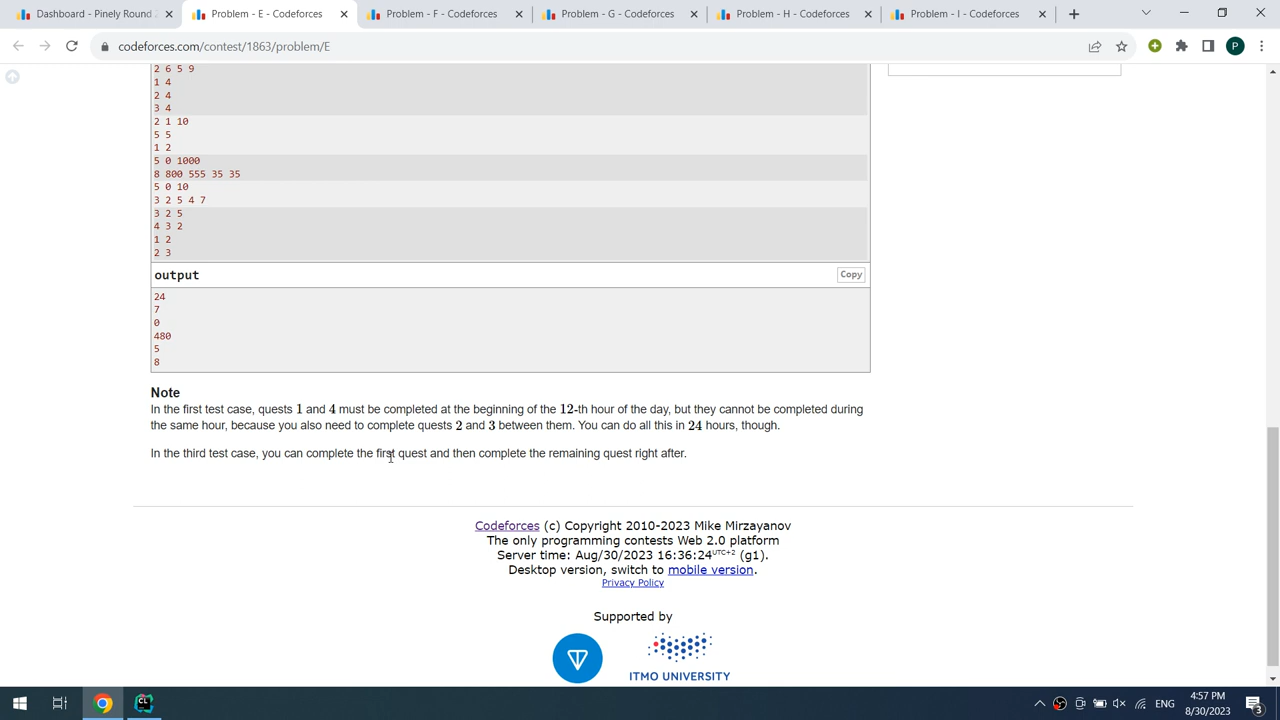 Dashboard - Pinely Round 2
Problem - E - Codeforces
Problem - F - Codeforces
Problem - G - Codeforces
Problem - H - Codeforces
Problem - I - Codeforces
codeforces.com/contest/1863/problem/E
P
2 6 5 9
1 4
2 4
3 4
2 1 10
5 5
1 2
5 0 1000
8 800 555 35 35
5 0 10
3 2 5 4 7
3 2 5
4 3 2
1 2
2 3
output
Copy
24
7
0
480
5
8
Note
In the first test case, quests 1 and 4 must be completed at the beginning of the 12-th hour of the day, but they cannot be completed during
the same hour, because you also need to complete quests 2 and 3 between them. You can do all this in 24 hours, though.
In the third test case, you can complete the first quest and then complete the remaining quest right after.
Codeforces (c) Copyright 2010-2023 Mike Mirzayanov
The only programming contests Web 2.0 platform
Server time: Aug/30/2023 16:36:24 UTC+2 (g1).
Desktop version, switch to mobile version.
Privacy Policy
Supported by
ITMO UNIVERSITY
CL
ENG
4:57 PM
8/30/2023
3